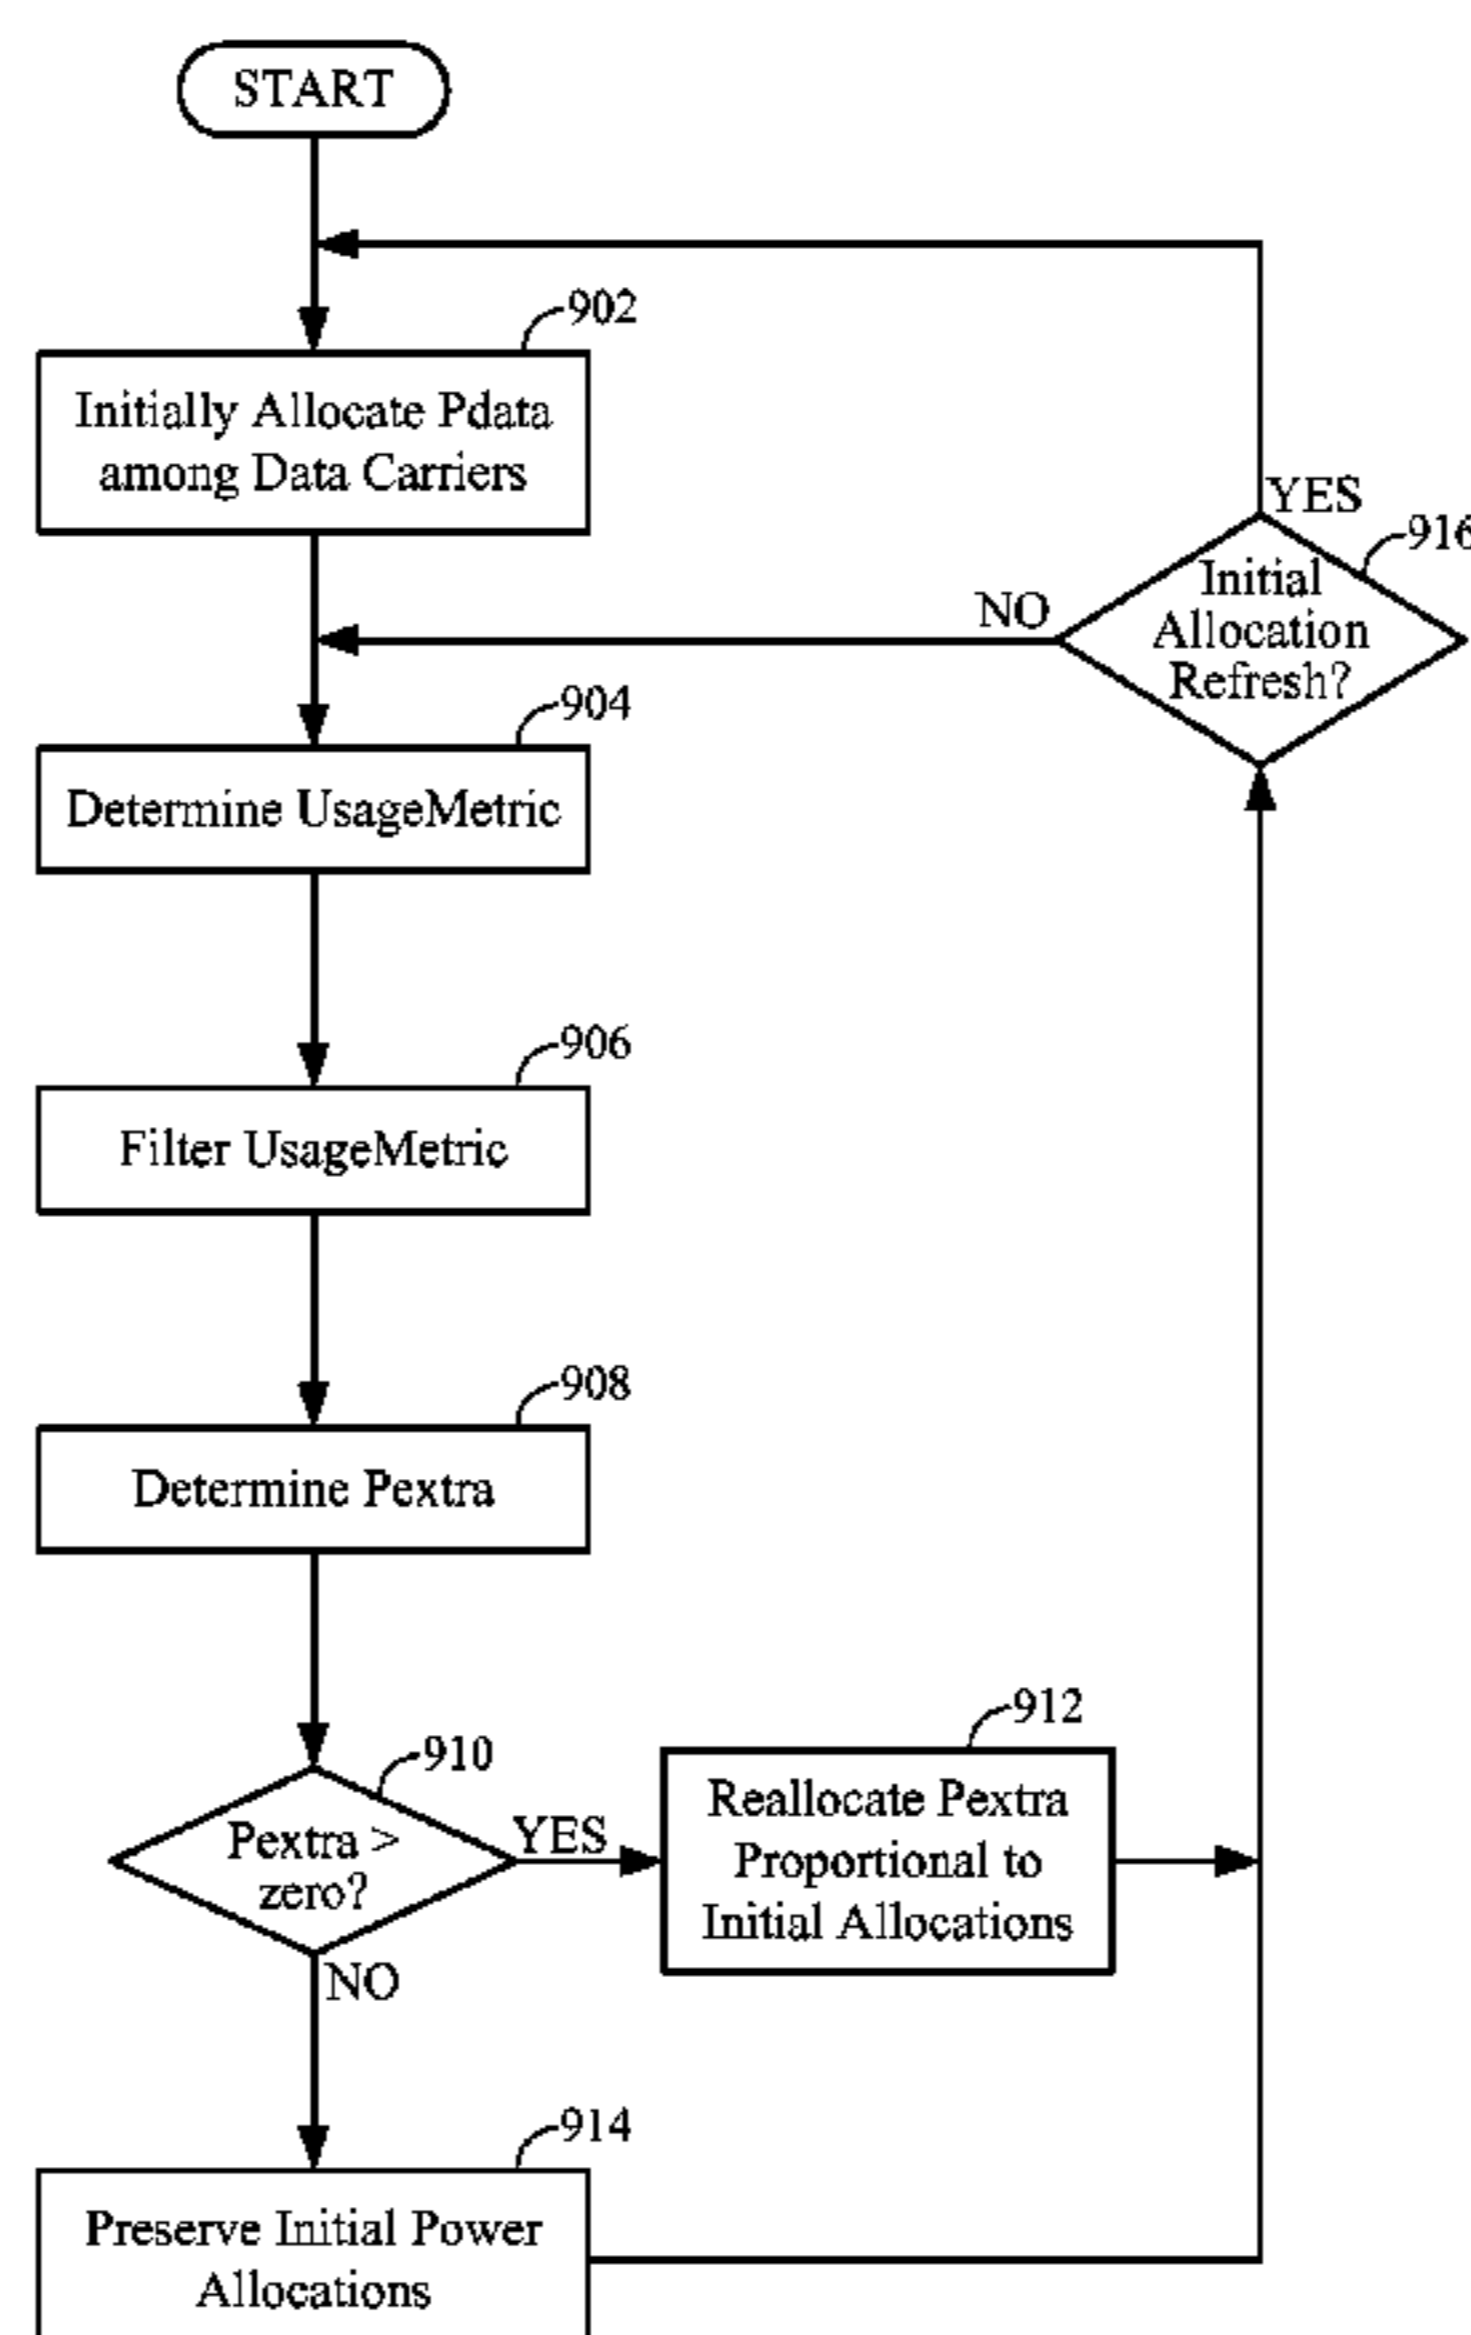 START
902
Initially Allocate Pdata
among Data Carriers
YES
916
Initial
Allocation
Refresh?
NO
904
Determine UsageMetric
906
Filter UsageMetric
908
Determine Pextra
910
Pextra >
zero?
YES
NO
912
Reallocate Pextra
Proportional to
Initial Allocations
914
Preserve Initial Power
Allocations